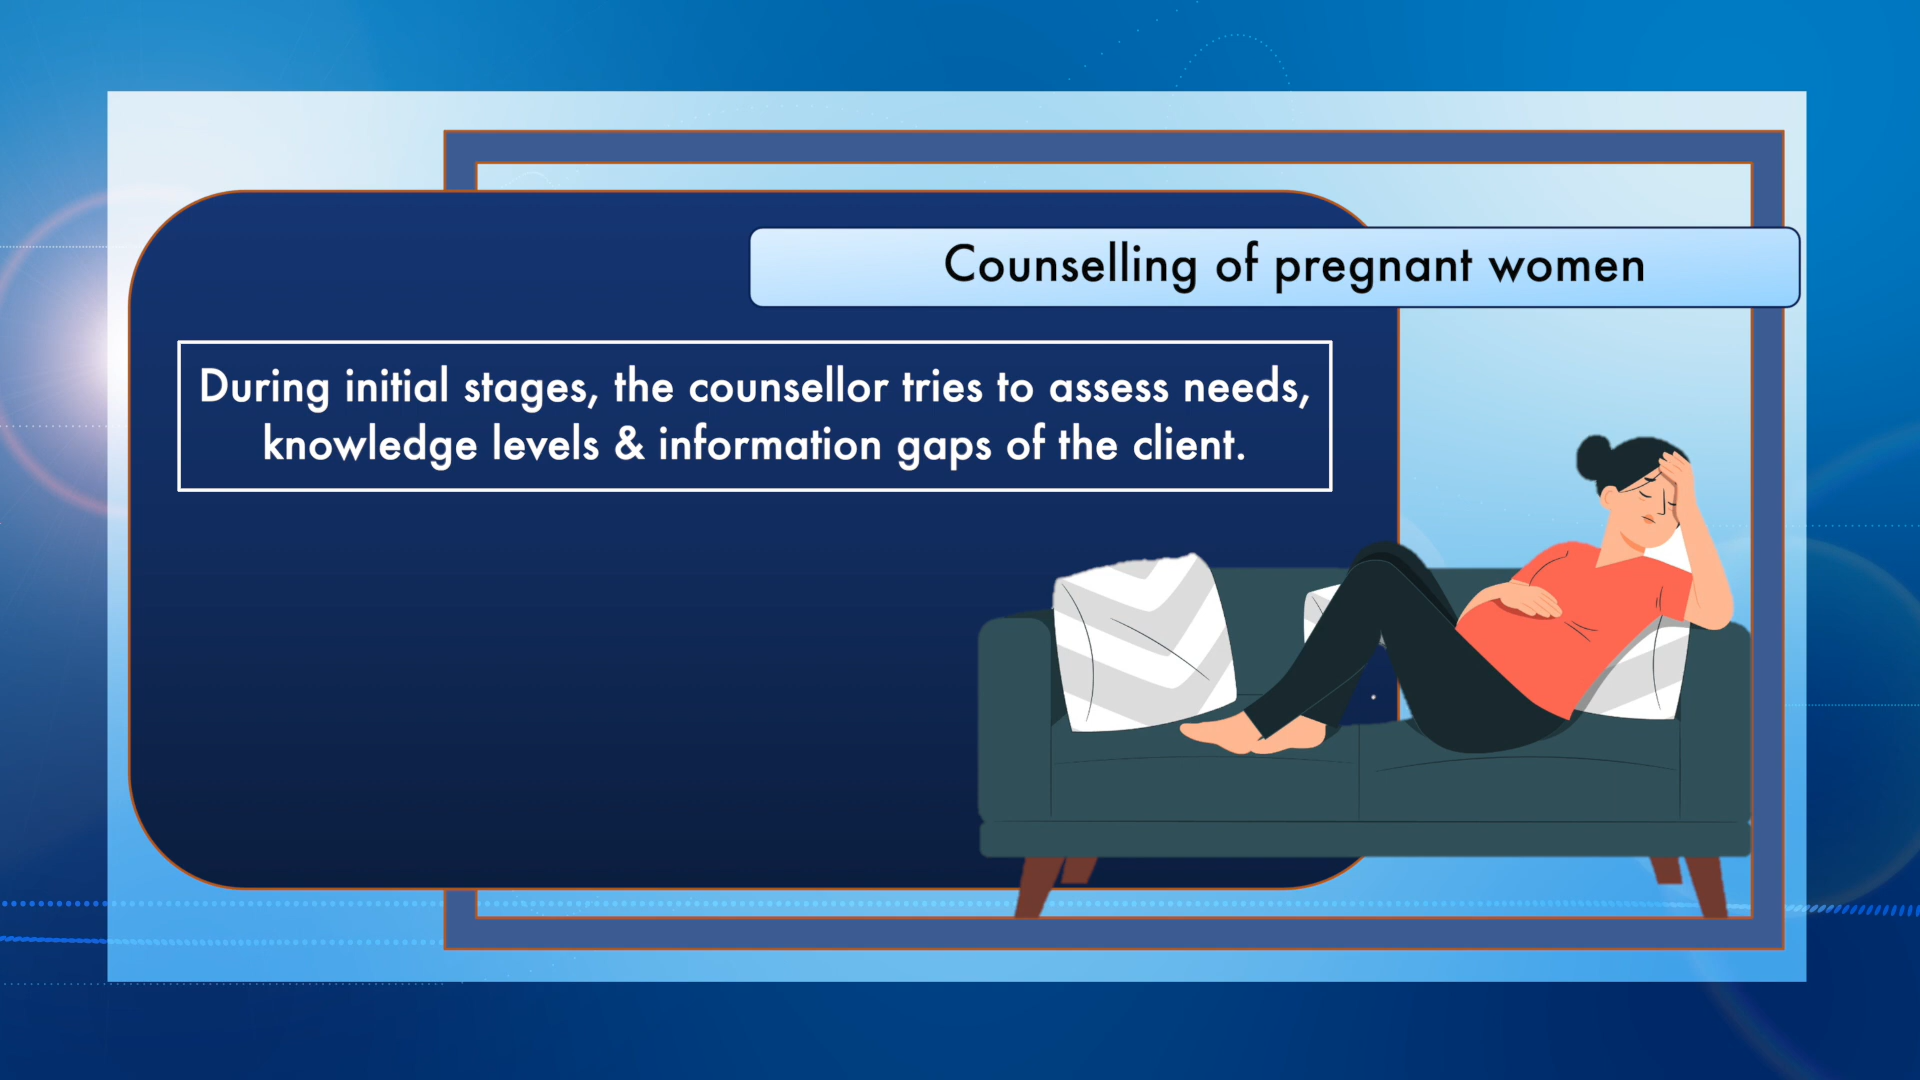 Counselling of pregnant women
During initial stages, the counsellor tries to assess needs,
knowledge levels & information gaps of the client.